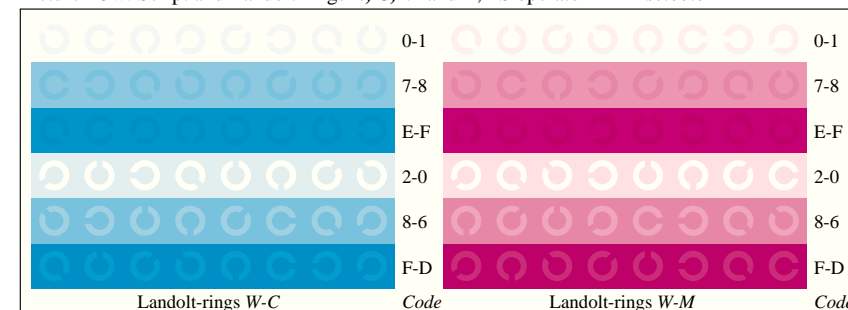 0-1 0-1
7-8 7-8
E-F E-F
2-0 2-0
8-6 8-6
F-D F-D
Landolt-rings W-C Code Landolt-rings W-M Code